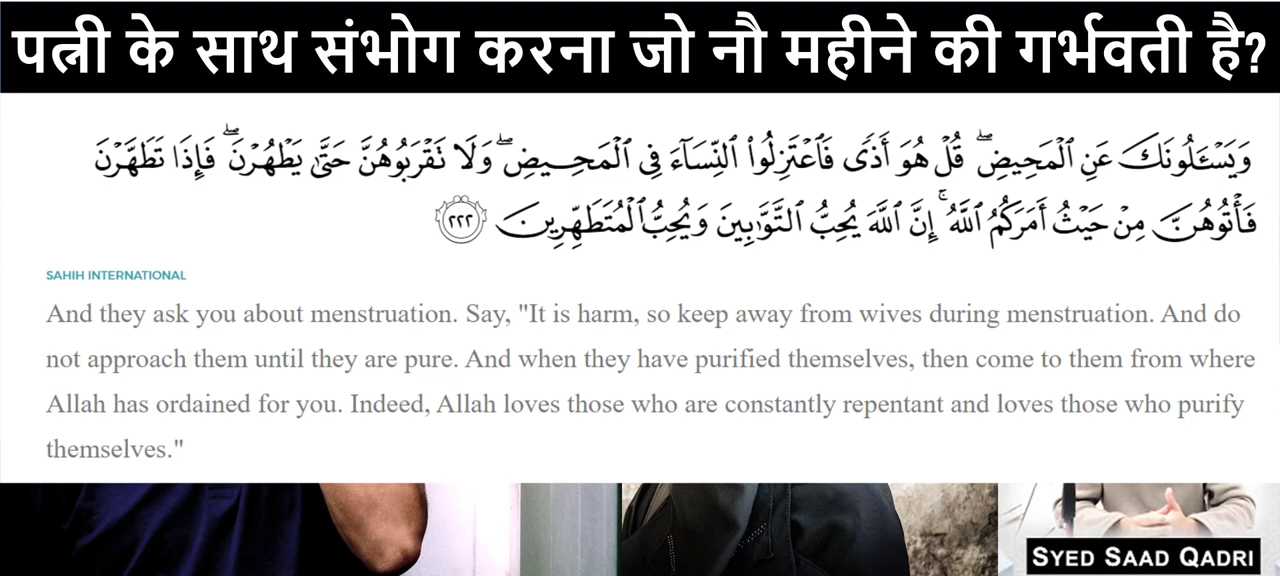 पत्नी के साथ संभोग करना जो नौ महीने की गर्भवती है?
وَيَسْـَٔلُونَكَ عَنِ ٱلْمَحِيضِ ۖ قُلْ هُوَ أَذًى فَٱعْتَزِلُوا۟ ٱلنِّسَآءَ فِى ٱلْمَحِيضِ ۖ وَلَا تَقْرَبُوهُنَّ حَتَّىٰ يَطْهُرْنَ ۖ فَإِذَا تَطَهَّرْنَ
فَأْتُوهُنَّ مِنْ حَيْثُ أَمَرَكُمُ ٱللَّهُ ۚ إِنَّ ٱللَّهَ يُحِبُّ ٱلتَّوَّٰبِينَ وَيُحِبُّ ٱلْمُتَطَهِّرِينَ ٢٢٢
SAHIH INTERNATIONAL
And they ask you about menstruation. Say, "It is harm, so keep away from wives during menstruation. And do
not approach them until they are pure. And when they have purified themselves, then come to them from where
Allah has ordained for you. Indeed, Allah loves those who are constantly repentant and loves those who purify
themselves."
SYED SAAD QADRI